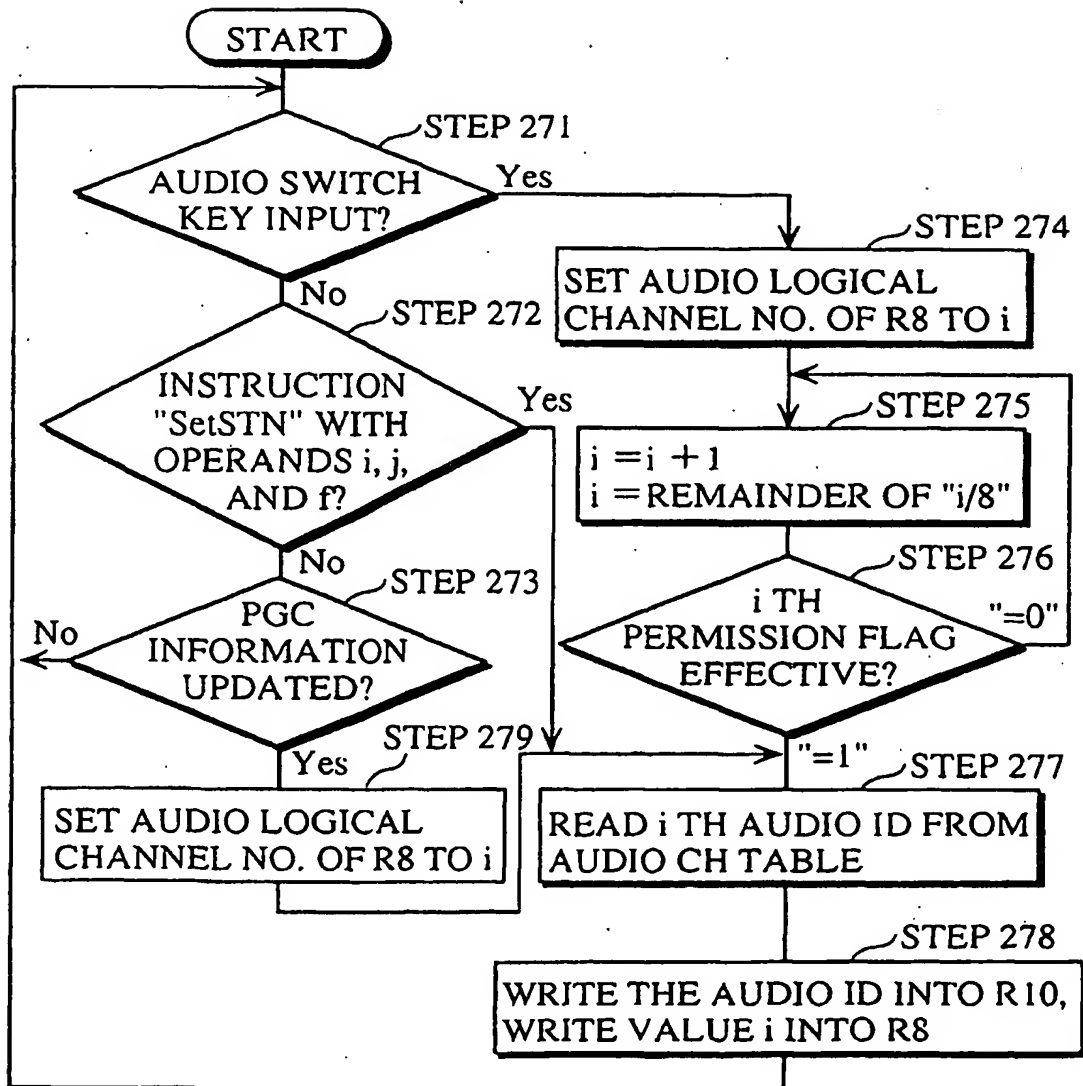 START
STEP 271
AUDIO SWITCH
KEY INPUT?
Yes
No
STEP 274
SET AUDIO LOGICAL
CHANNEL NO. OF R8 TO i
STEP 272
INSTRUCTION
"SetSTN" WITH
OPERANDS i, j,
AND f?
Yes
No
STEP 275
i = i + 1
i = REMAINDER OF "i/8"
STEP 276
i TH
PERMISSION FLAG
EFFECTIVE?
"=0"
"=1"
STEP 273
PGC
INFORMATION
UPDATED?
No
Yes
STEP 279
SET AUDIO LOGICAL
CHANNEL NO. OF R8 TO i
STEP 277
READ i TH AUDIO ID FROM
AUDIO CH TABLE
STEP 278
WRITE THE AUDIO ID INTO R10,
WRITE VALUE i INTO R8